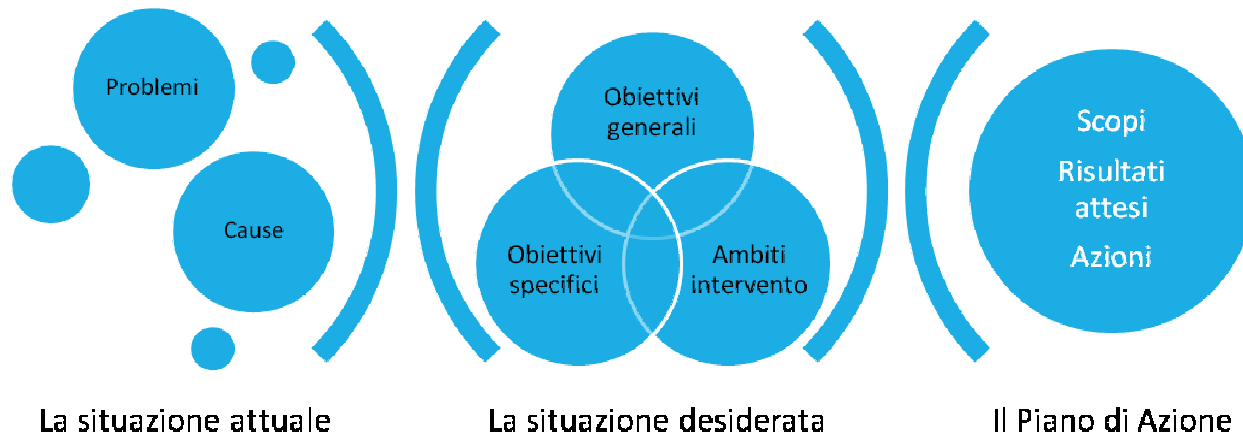 Problemi
Cause
La situazione attuale
Obiettivi
generali
Obiettivi
specifici
Ambiti
intervento
La situazione desiderata
Scopi
Risultati
attesi
Azioni
Il Piano di Azione